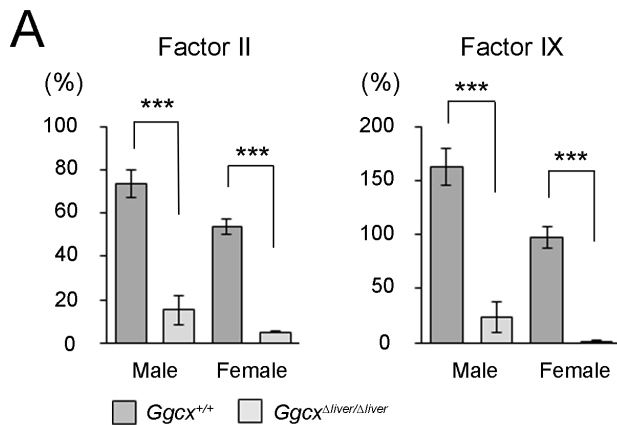 A
Factor II
Factor IX
(%)
(%)
***
***
***
***
100
80
60
40
20
0
200
150
100
50
0
Male
Female
Male
Female
Ggcx+/+
GgcxΔliver/Δliver